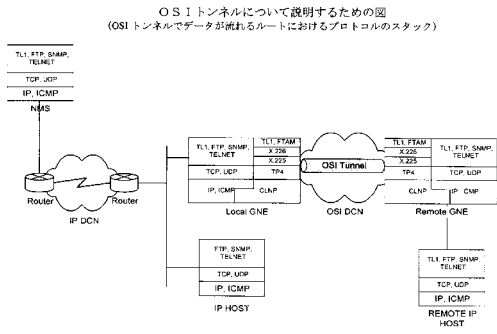 ＯＳＩトンネルについて説明するための図
(OSI トンネルでデータが流れるルートにおけるプロトコルのスタック)
TL1, FTP, SNMP,
TELNET
TCP, UDP
IP, ICMP
NMS
Router
Router
IP DCN
TL1, FTP, SNMP,
TELNET
TCP, UDP
IP, ICMP
TL1, FTAM
X.226
X.225
TP4
CLNP
Local GNE
OSI Tunnel
OSI DCN
TL1, FTAM
X.226
X.225
TP4
CLNP
TL1, FTP, SNMP,
TELNET
TCP, UDP
IP, ICMP
Remote GNE
FTP, SNMP,
TELNET
TCP, UDP
IP, ICMP
IP HOST
TL1, FTP, SNMP,
TELNET
TCP, UDP
IP, ICMP
REMOTE IP
HOST